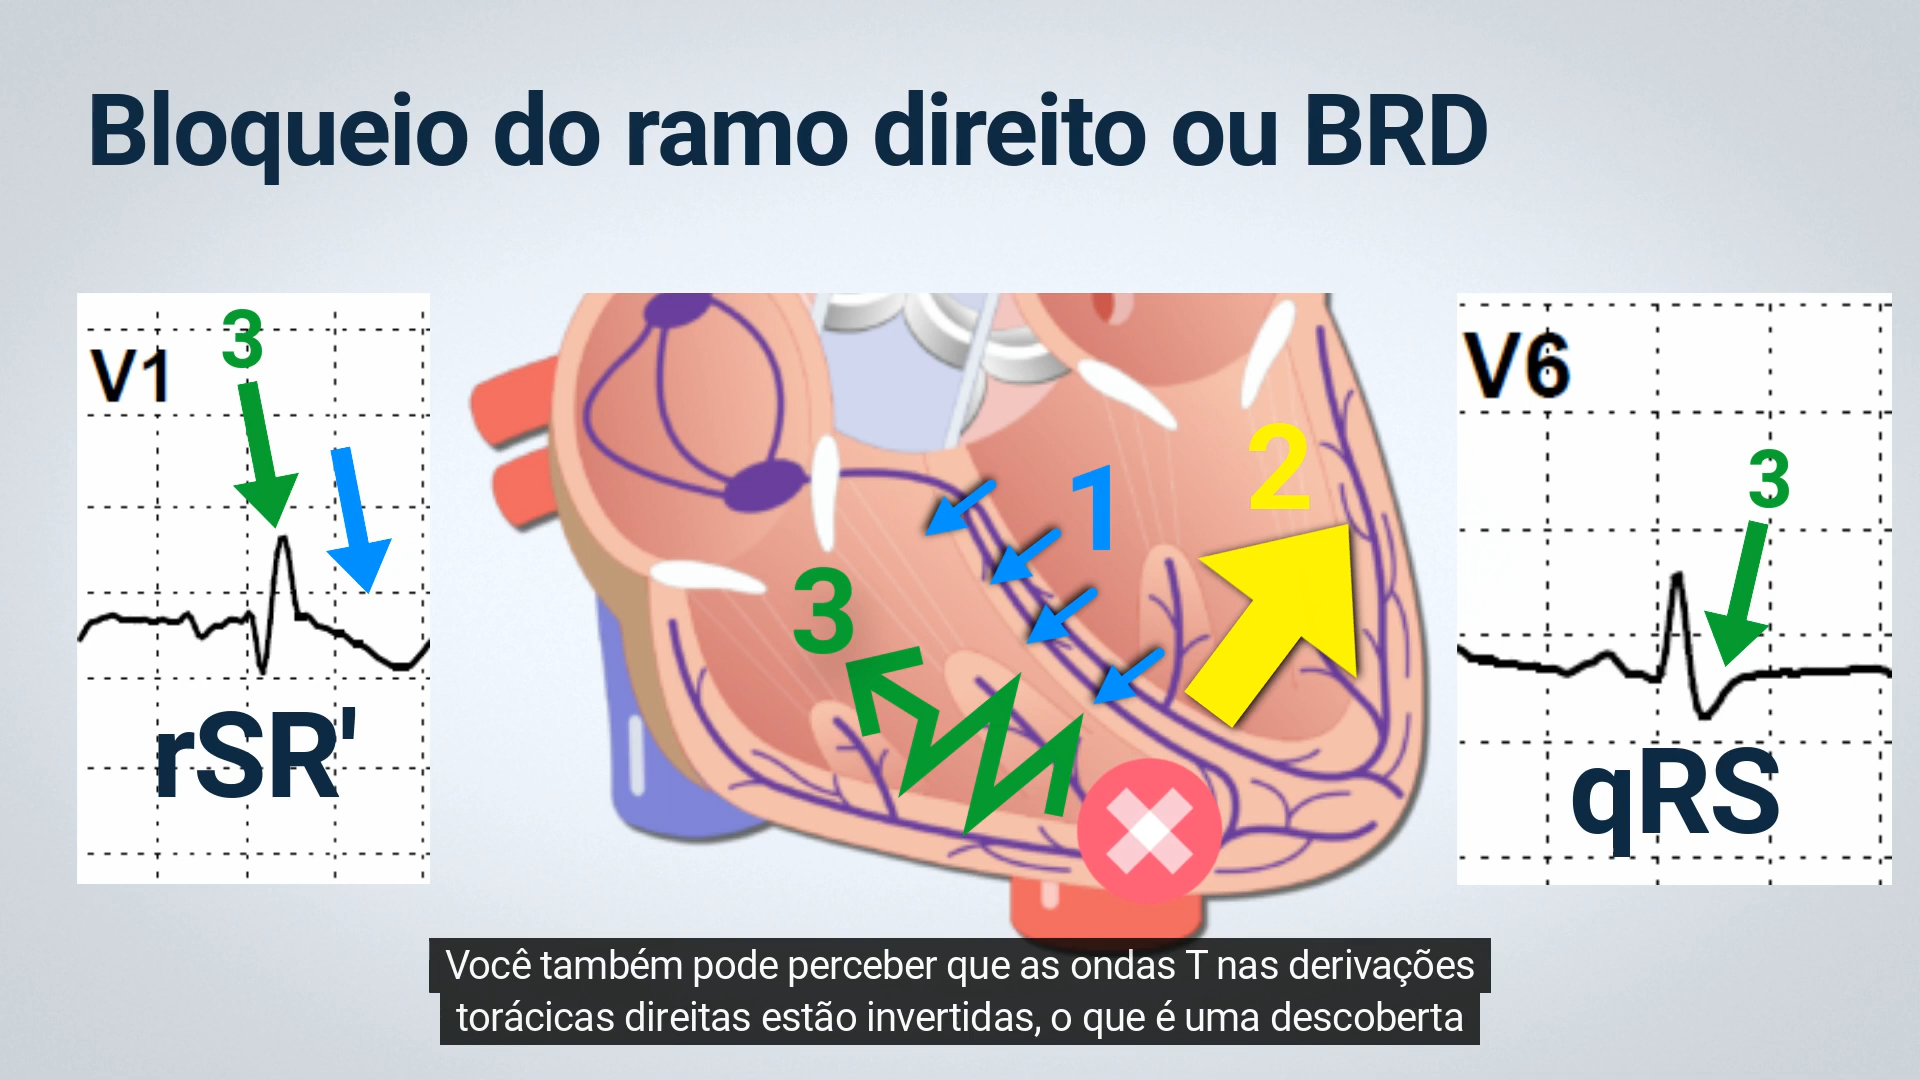 Bloqueio do ramo direito ou BRD
V1
3
rSR'
1
2
3
V6
3
qRS
Você também pode perceber que as ondas T nas derivações
torácicas direitas estão invertidas, o que é uma descoberta